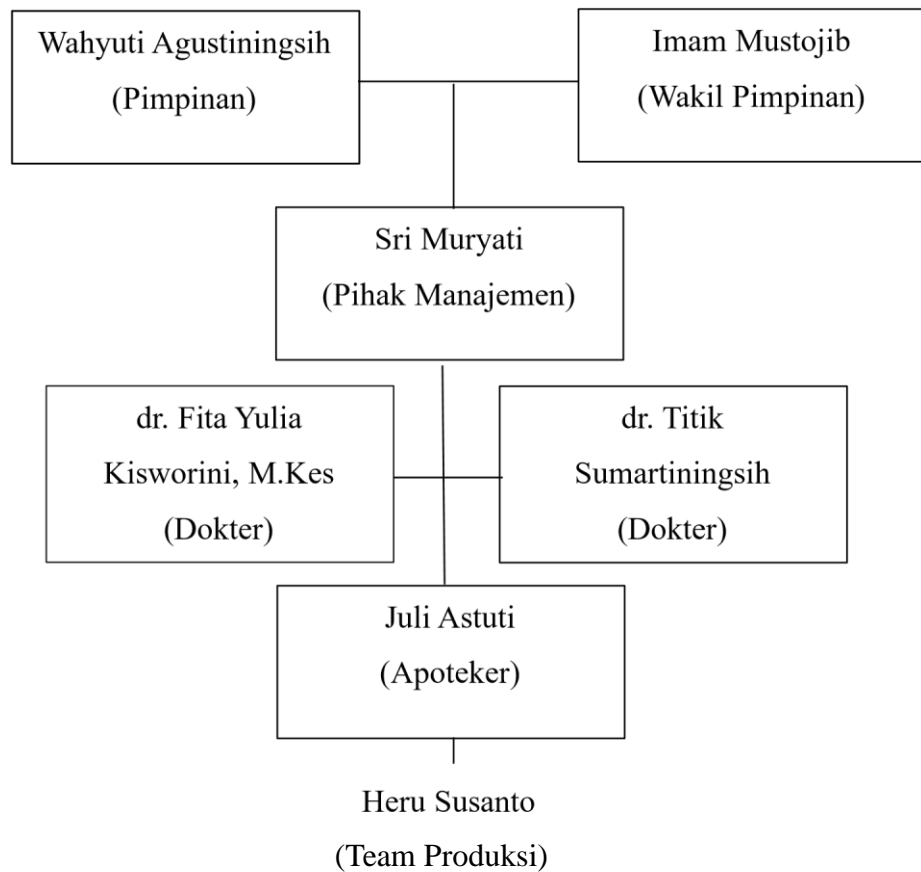 Wahyuti Agustiningsih
(Pimpinan)
Imam Mustojib
(Wakil Pimpinan)
Sri Muryati
(Pihak Manajemen)
dr. Fita Yulia
Kisworini, M.Kes
(Dokter)
dr. Titik
Sumartiningsih
(Dokter)
Juli Astuti
(Apoteker)
Heru Susanto
(Team Produksi)